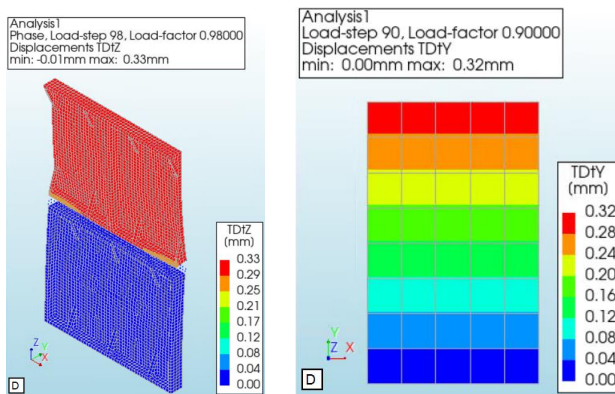 Analysis1
Phase, Load-step 98, Load-factor 0.98000
Displacements TDtZ
min: -0.01mm max: 0.33mm
TDtZ
(mm)
0.33
0.29
0.25
0.21
0.17
0.12
0.08
0.04
0.00
Z
Y
X
D
Analysis1
Load-step 90, Load-factor 0.90000
Displacements TDtY
min: 0.00mm max: 0.32mm
TDtY
(mm)
0.32
0.28
0.24
0.20
0.16
0.12
0.08
0.04
0.00
Y
Z X
D